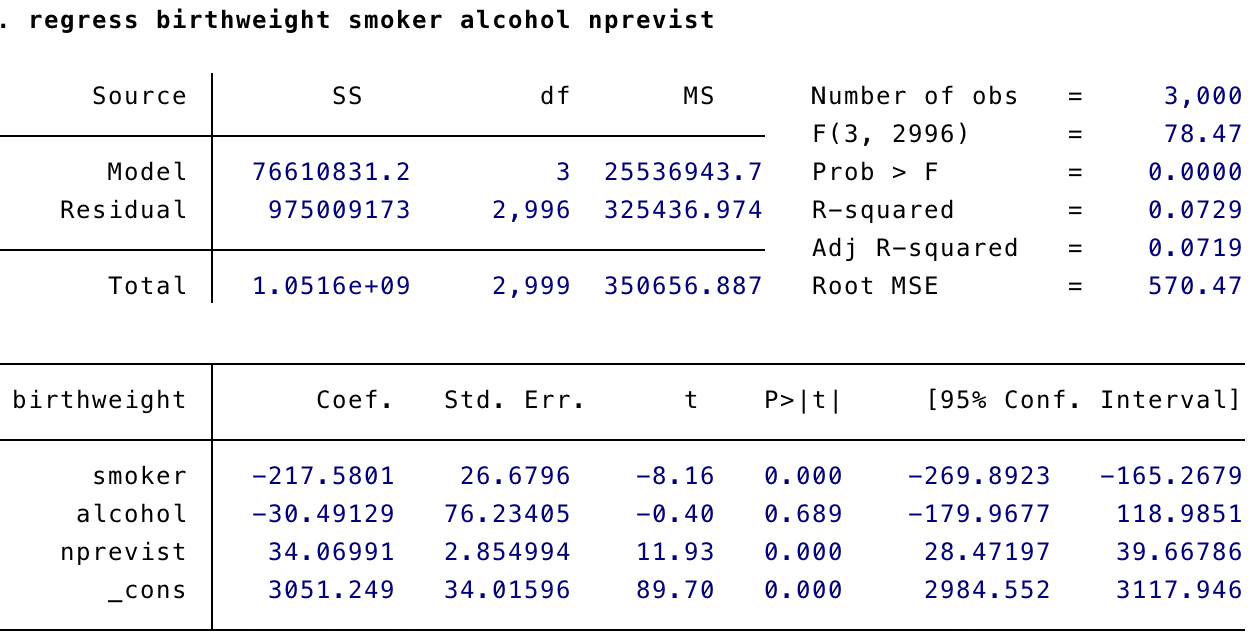 . regress birthweight smoker alcohol nprevist
Source SS df MS Number of obs = 3,000
F(3, 2996) = 78.47
Model 76610831.2 3 25536943.7 Prob > F = 0.0000
Residual 975009173 2,996 325436.974 R-squared = 0.0729
Adj R-squared = 0.0719
Total 1.0516e+09 2,999 350656.887 Root MSE = 570.47
birthweight Coef. Std. Err. t P>|t| [95% Conf. Interval]
smoker -217.5801 26.6796 -8.16 0.000 -269.8923 -165.2679
alcohol -30.49129 76.23405 -0.40 0.689 -179.9677 118.9851
nprevist 34.06991 2.854994 11.93 0.000 28.47197 39.66786
_cons 3051.249 34.01596 89.70 0.000 2984.552 3117.946